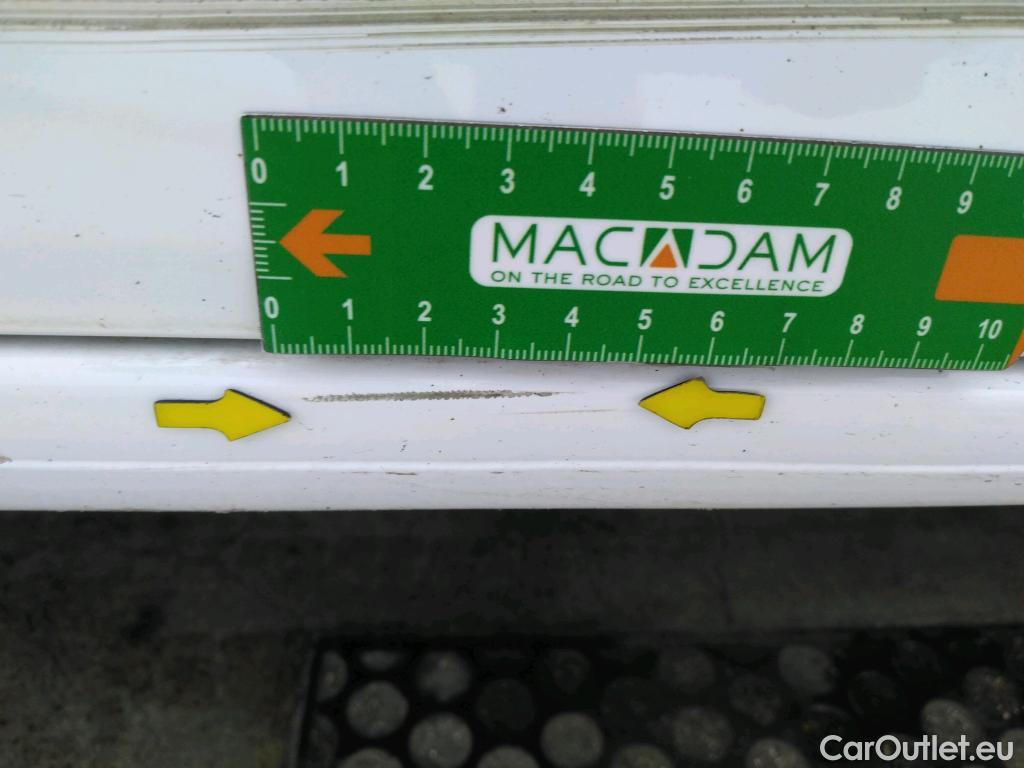 0 1 2 3 4 5 6 7 8 9
MACADAM
ON THE ROAD TO EXCELLENCE
0 1 2 3 4 5 6 7 8 9 10
CarOutlet.eu